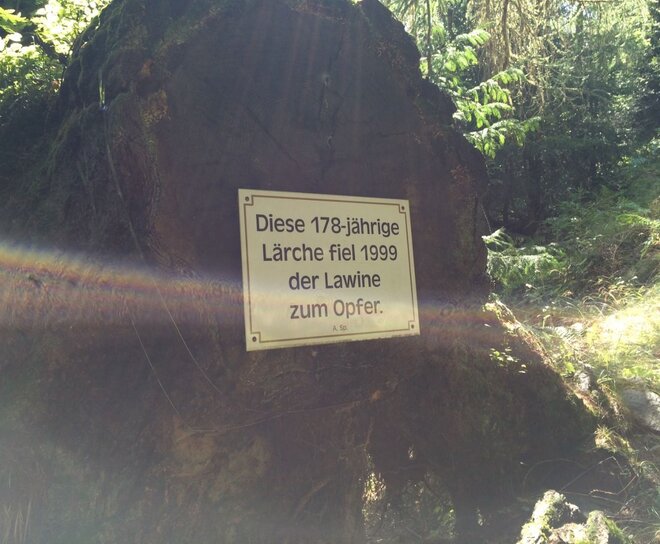 Diese 178-jährige
Lärche fiel 1999
der Lawine
zum Opfer.
A. Sp.